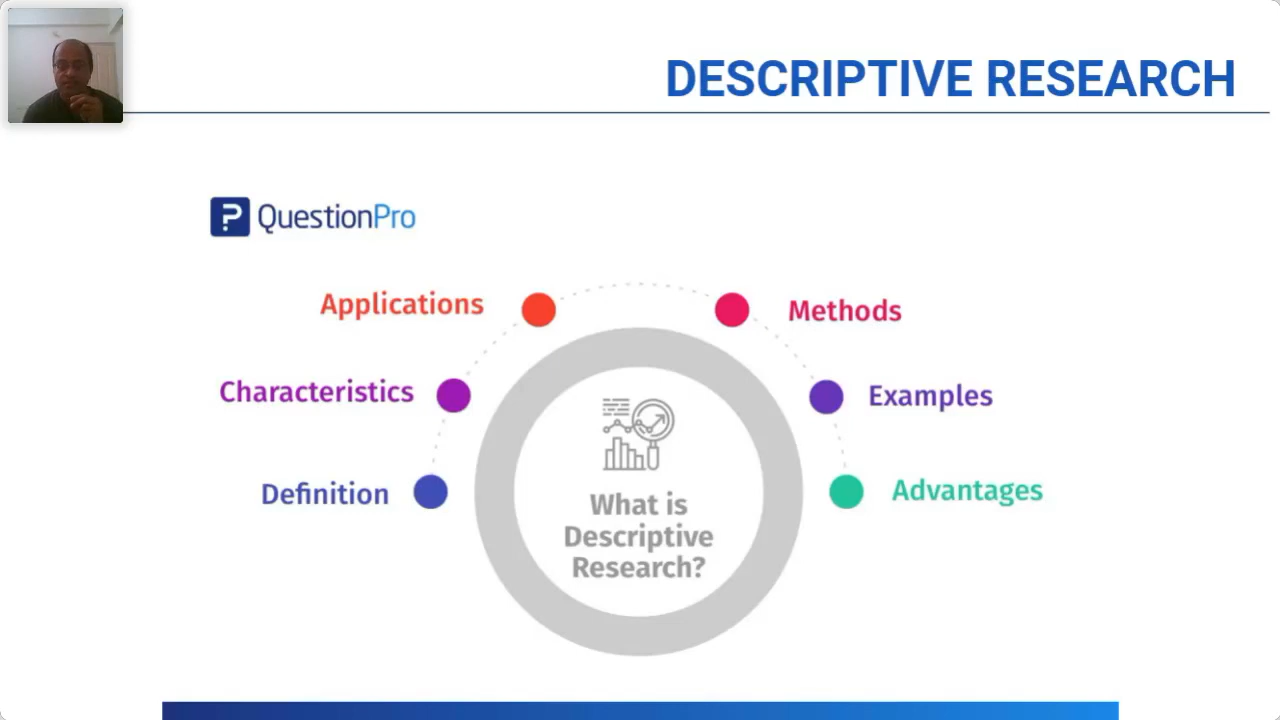 DESCRIPTIVE RESEARCH
QuestionPro
Applications
Methods
Characteristics
Examples
Definition
Advantages
What is
Descriptive
Research?